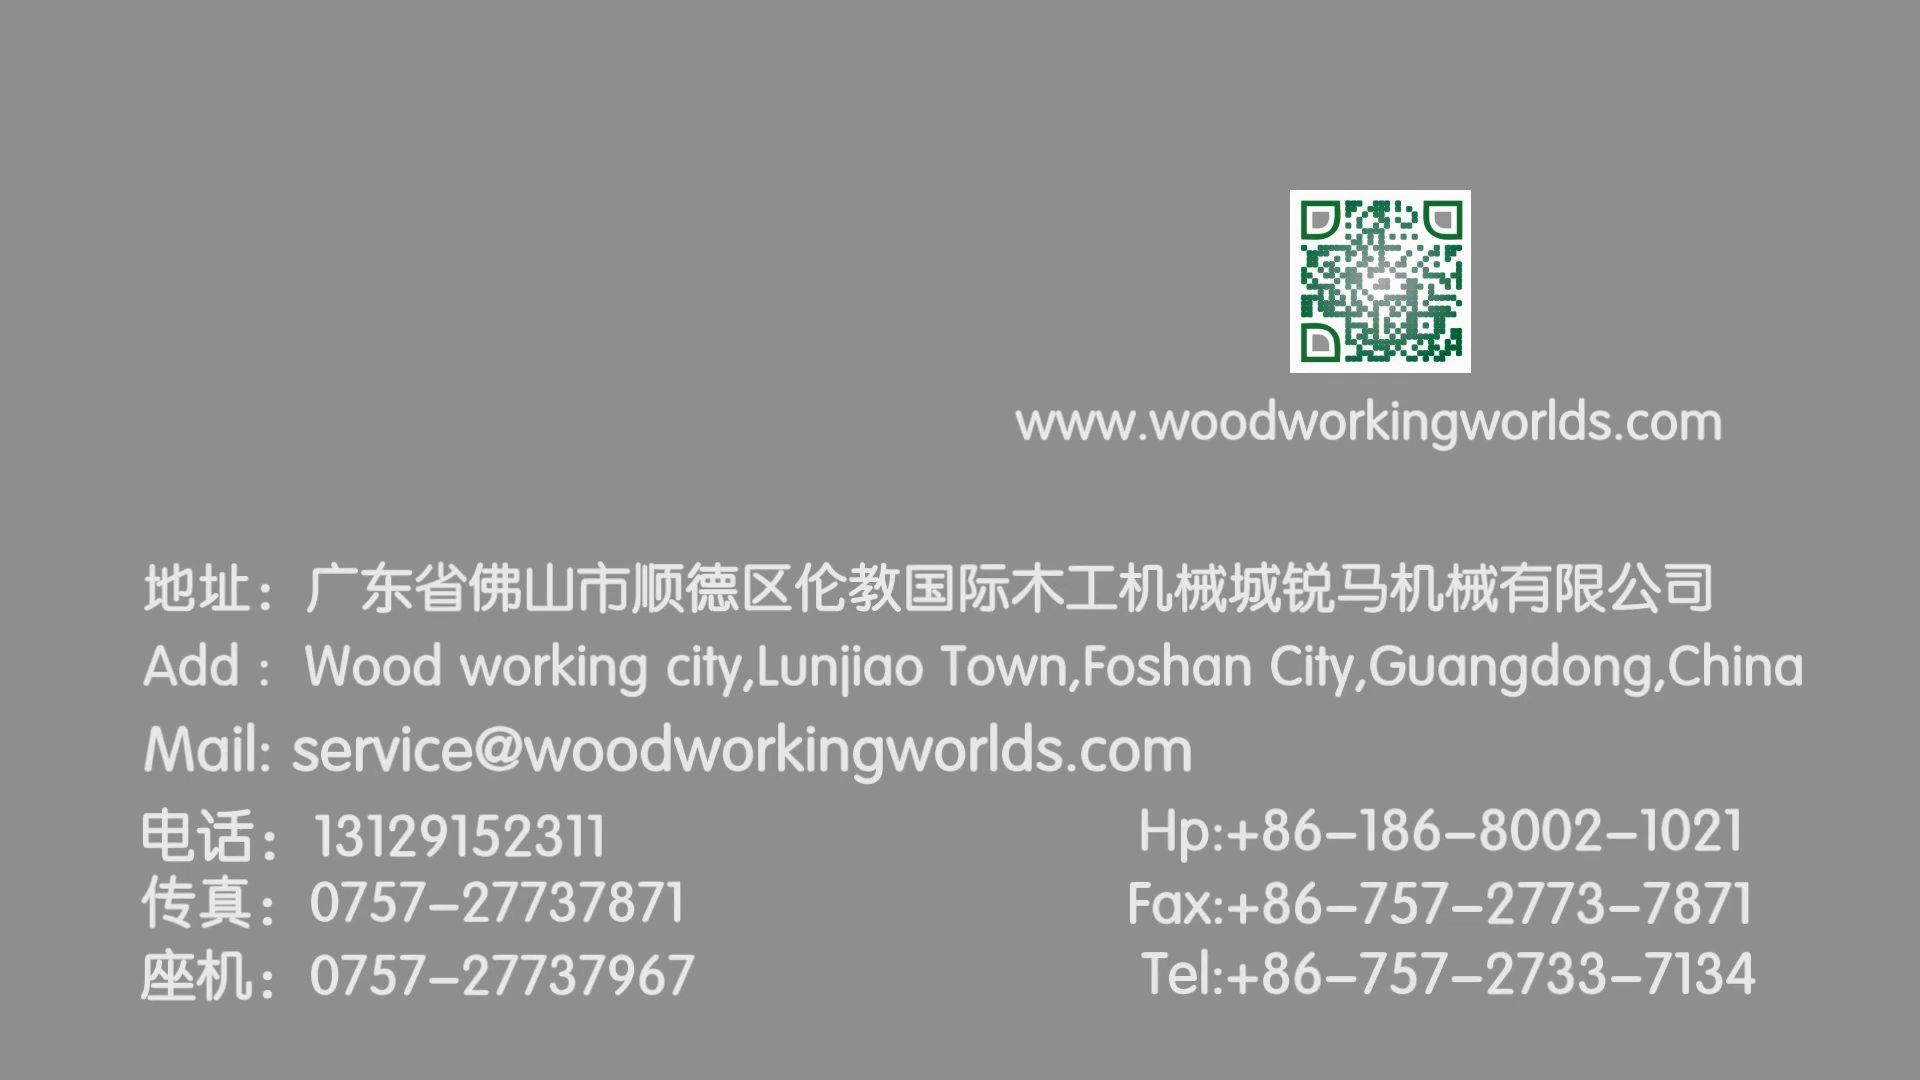 www.woodworkingworlds.com
地址：广东省佛山市顺德区伦教国际木工机械城锐马机械有限公司
Add : Wood working city,Lunjiao Town,Foshan City,Guangdong,China
Mail: service@woodworkingworlds.com
电话：13129152311
Hp:+86-186-8002-1021
传真：0757-27737871
Fax:+86-757-2773-7871
座机：0757-27737967
Tel:+86-757-2733-7134